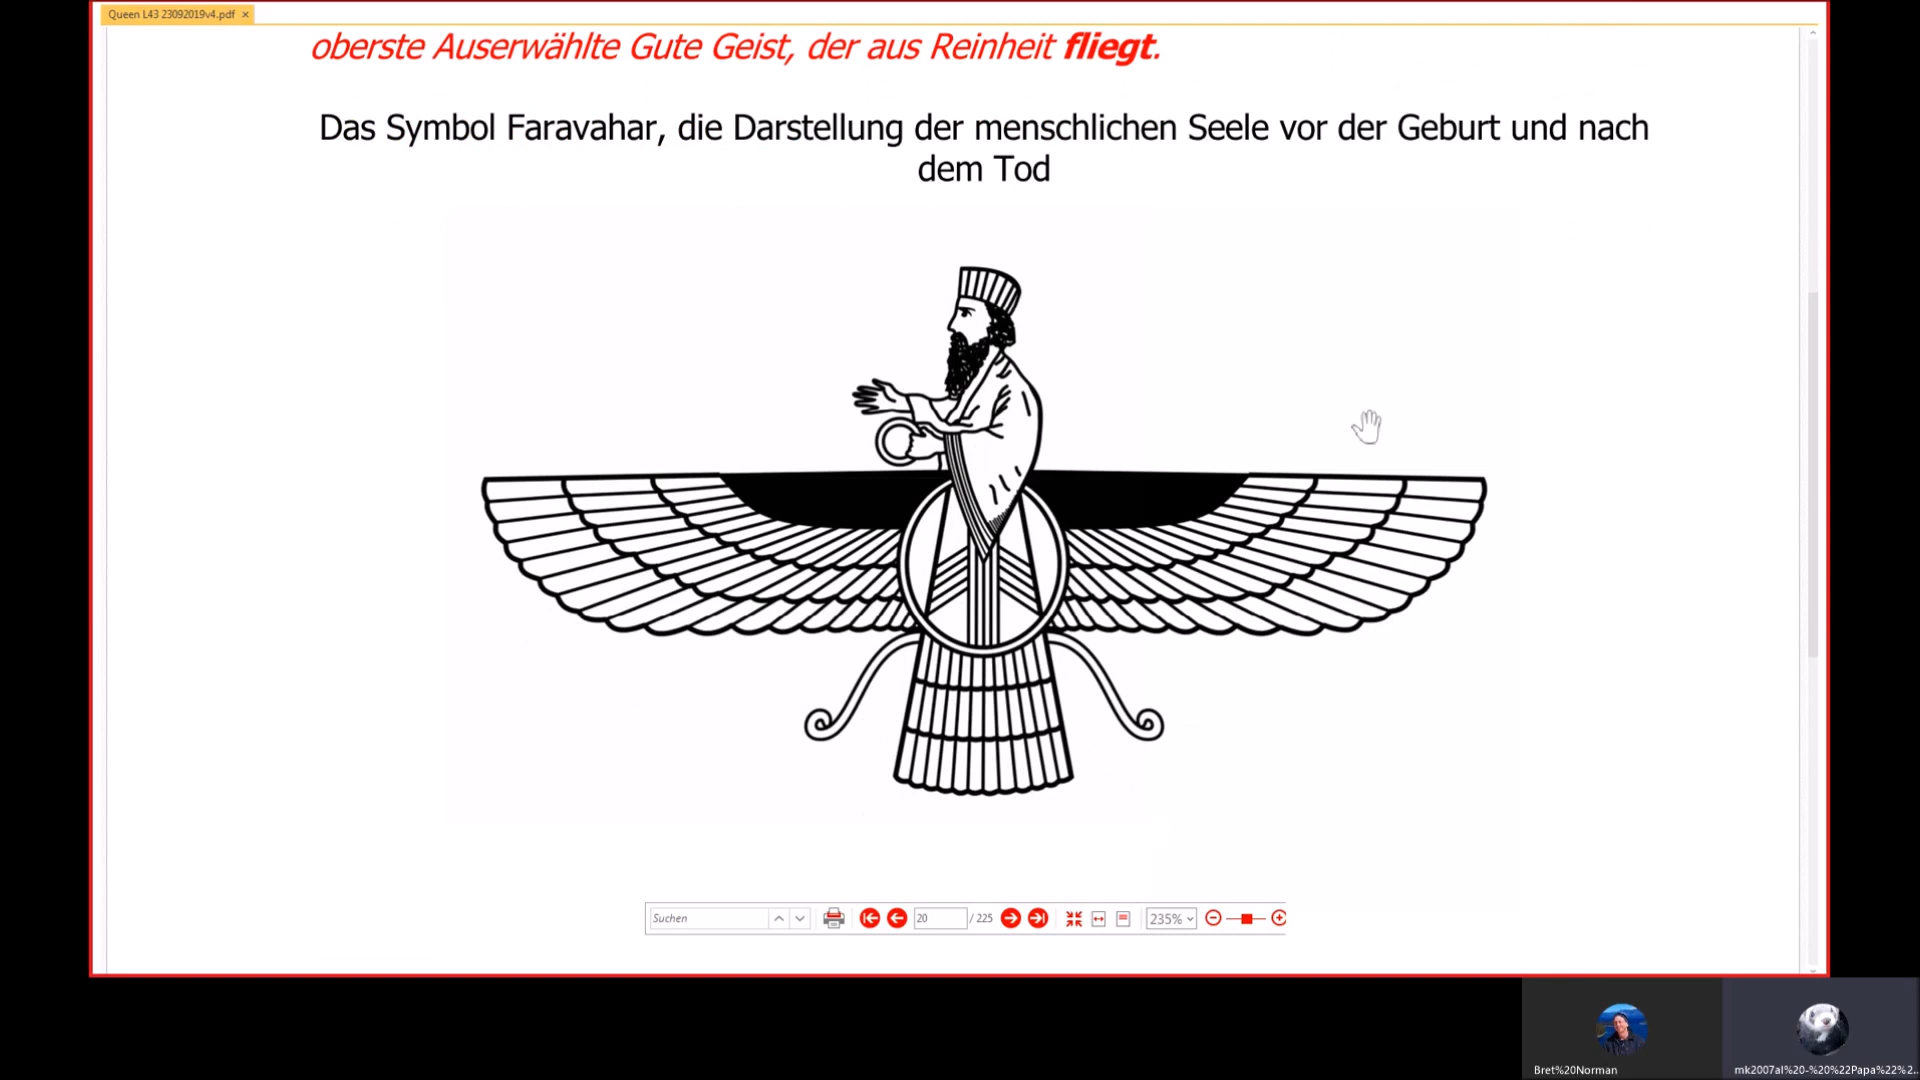 Queen L43 23092019v4.pdf ×
oberste Auserwählte Gute Geist, der aus Reinheit fliegt.
Das Symbol Faravahar, die Darstellung der menschlichen Seele vor der Geburt und nach
dem Tod
Suchen 20 / 225 235%
Bret%20Norman mk2007al%20-%20%22Papa%22%2...